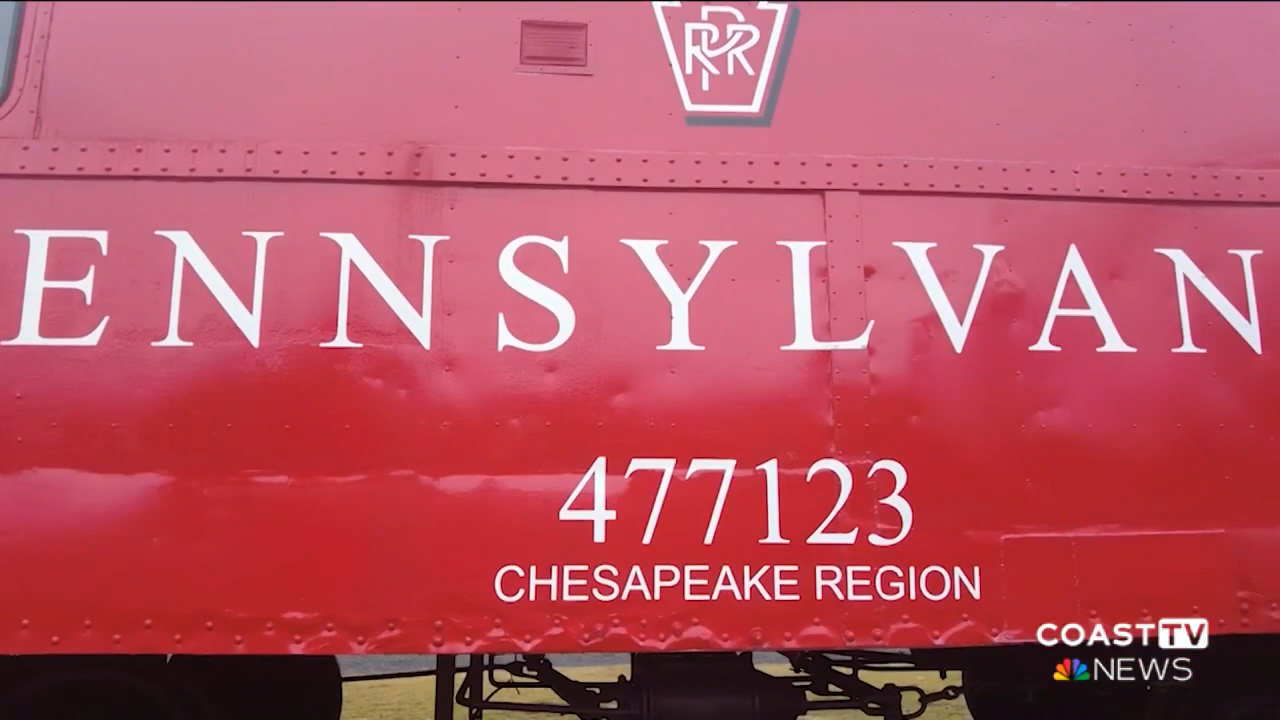 PRR
ENNSYLVAN
477123
CHESAPEAKE REGION
COAST TV
NEWS